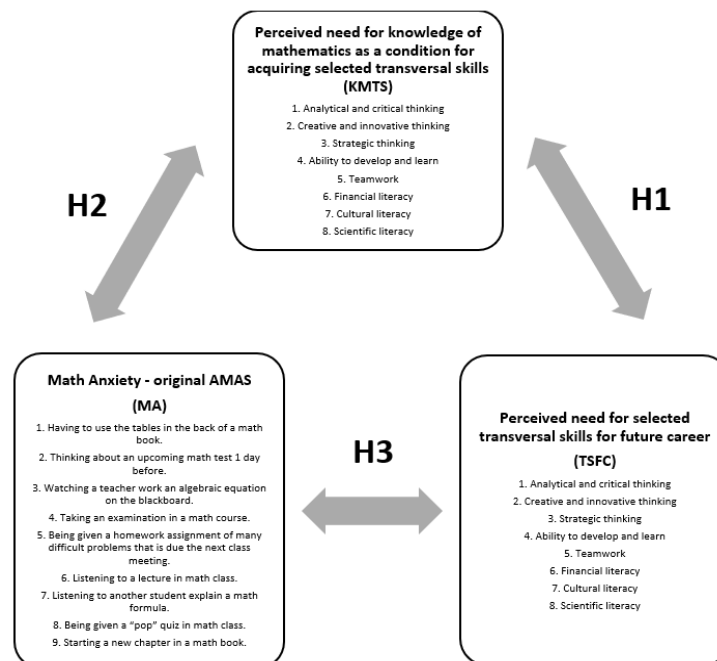 Perceived need for knowledge of
mathematics as a condition for
acquiring selected transversal skills
(KMTS)
1. Analytical and critical thinking
2. Creative and innovative thinking
3. Strategic thinking
4. Ability to develop and learn
5. Teamwork
6. Financial literacy
7. Cultural literacy
8. Scientific literacy
H2
H1
Math Anxiety - original AMAS
(MA)
1. Having to use the tables in the back of a math
book.
2. Thinking about an upcoming math test 1 day
before.
3. Watching a teacher work an algebraic equation
on the blackboard.
4. Taking an examination in a math course.
5. Being given a homework assignment of many
difficult problems that is due the next class
meeting.
6. Listening to a lecture in math class.
7. Listening to another student explain a math
formula.
8. Being given a "pop" quiz in math class.
9. Starting a new chapter in a math book.
H3
Perceived need for selected
transversal skills for future career
(TSFC)
1. Analytical and critical thinking
2. Creative and innovative thinking
3. Strategic thinking
4. Ability to develop and learn
5. Teamwork
6. Financial literacy
7. Cultural literacy
8. Scientific literacy